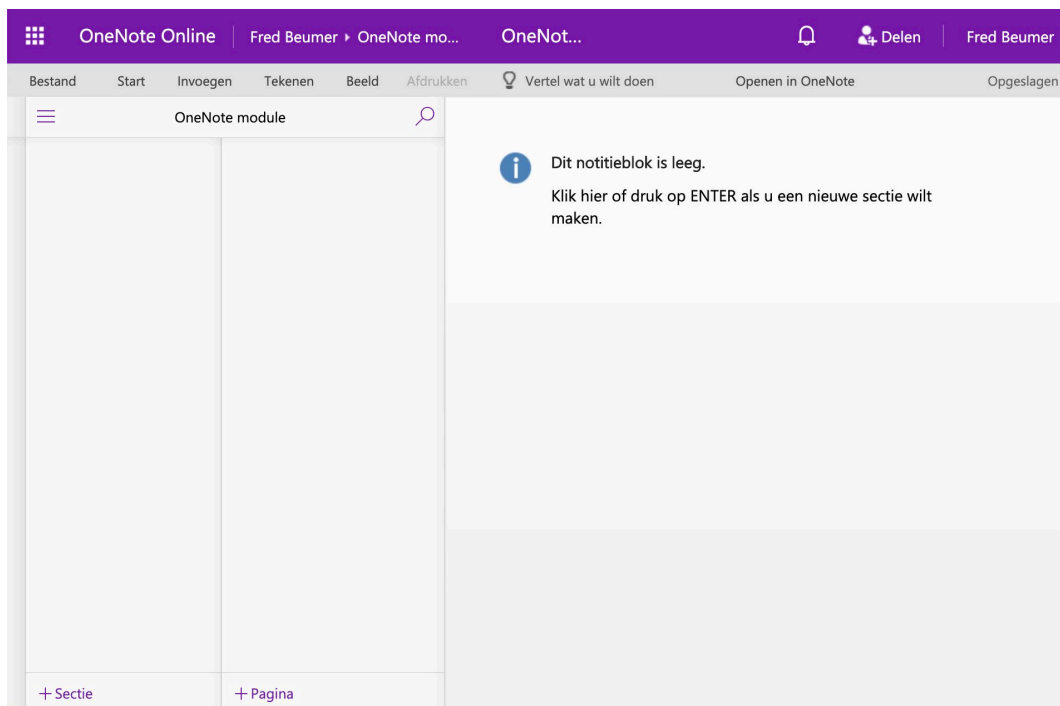 OneNote Online Fred Beumer ▸ OneNote mo... OneNot... Delen Fred Beumer
Bestand Start Invoegen Tekenen Beeld Afdrukken Vertel wat u wilt doen Openen in OneNote Opgeslagen
OneNote module
Dit notitieblok is leeg.
Klik hier of druk op ENTER als u een nieuwe sectie wilt
maken.
+ Sectie + Pagina